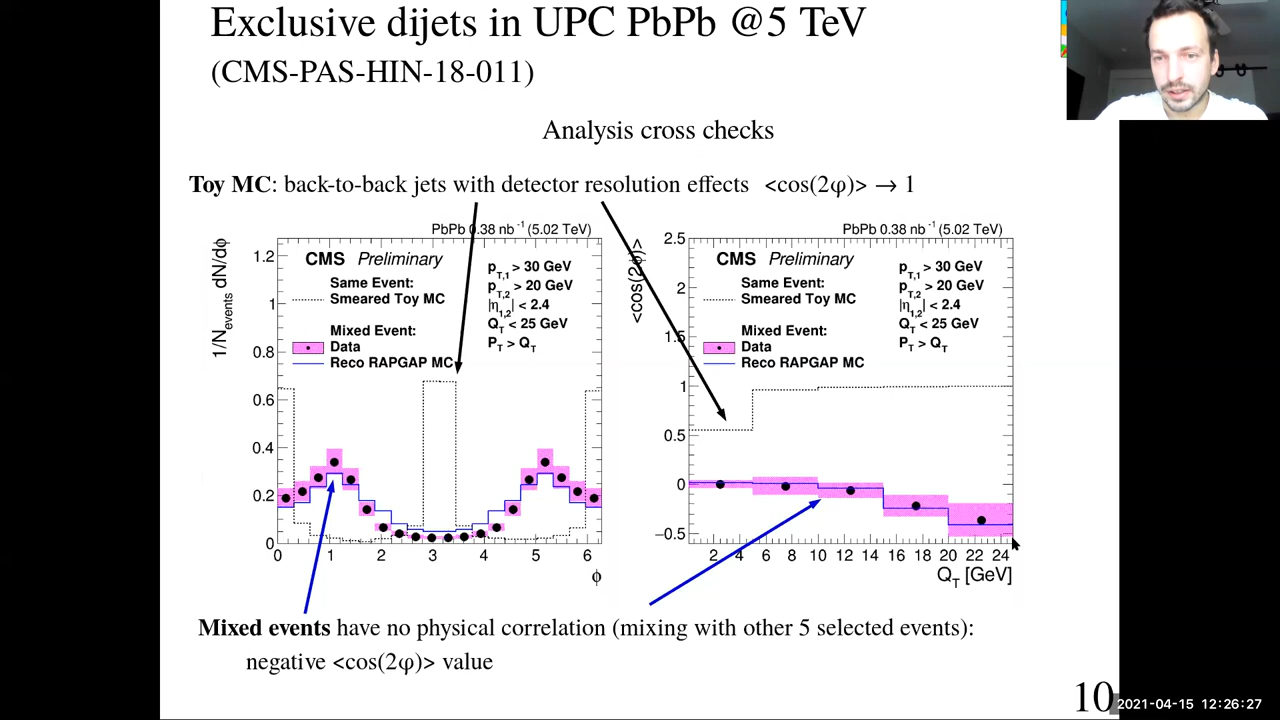 Exclusive dijets in UPC PbPb @5 TeV
(CMS-PAS-HIN-18-011)
Analysis cross checks
Toy MC: back-to-back jets with detector resolution effects <cos(2φ)> → 1
PbPb 0.38 nb⁻¹ (5.02 TeV)
1/N_events dN/dϕ
CMS Preliminary
Same Event:
Smeared Toy MC
Mixed Event:
Data
Reco RAPGAP MC
p_T,1 > 30 GeV
p_T,2 > 20 GeV
|η_1,2| < 2.4
Q_T < 25 GeV
P_T > Q_T
1.2
1
0.8
0.6
0.4
0.2
0
0 1 2 3 4 5 6
ϕ
PbPb 0.38 nb⁻¹ (5.02 TeV)
<cos(2ϕ)>
CMS Preliminary
Same Event:
Smeared Toy MC
Mixed Event:
Data
Reco RAPGAP MC
p_T,1 > 30 GeV
p_T,2 > 20 GeV
|η_1,2| < 2.4
Q_T < 25 GeV
P_T > Q_T
2.5
2
1.5
1
0.5
0
−0.5
2 4 6 8 10 12 14 16 18 20 22 24
Q_T [GeV]
Mixed events have no physical correlation (mixing with other 5 selected events):
negative <cos(2φ)> value
10
2021-04-15 12:26:27